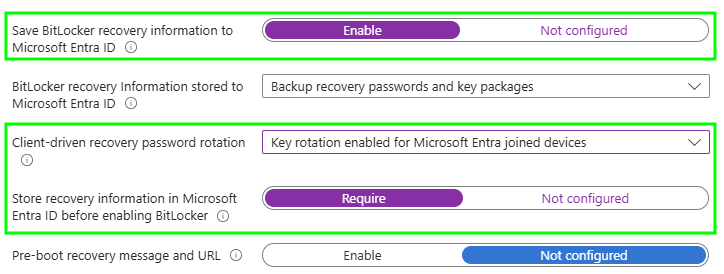 Save BitLocker recovery information to
Microsoft Entra ID
Enable
Not configured
BitLocker recovery Information stored to
Microsoft Entra ID
Backup recovery passwords and key packages
Client-driven recovery password rotation
Key rotation enabled for Microsoft Entra joined devices
Store recovery information in Microsoft
Entra ID before enabling BitLocker
Require
Not configured
Pre-boot recovery message and URL
Enable
Not configured